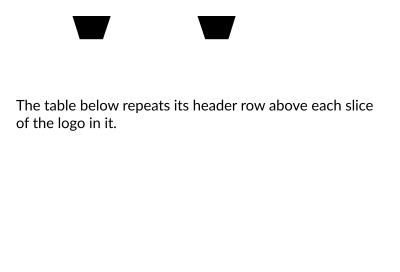 The table below repeats its header row above each slice
of the logo in it.